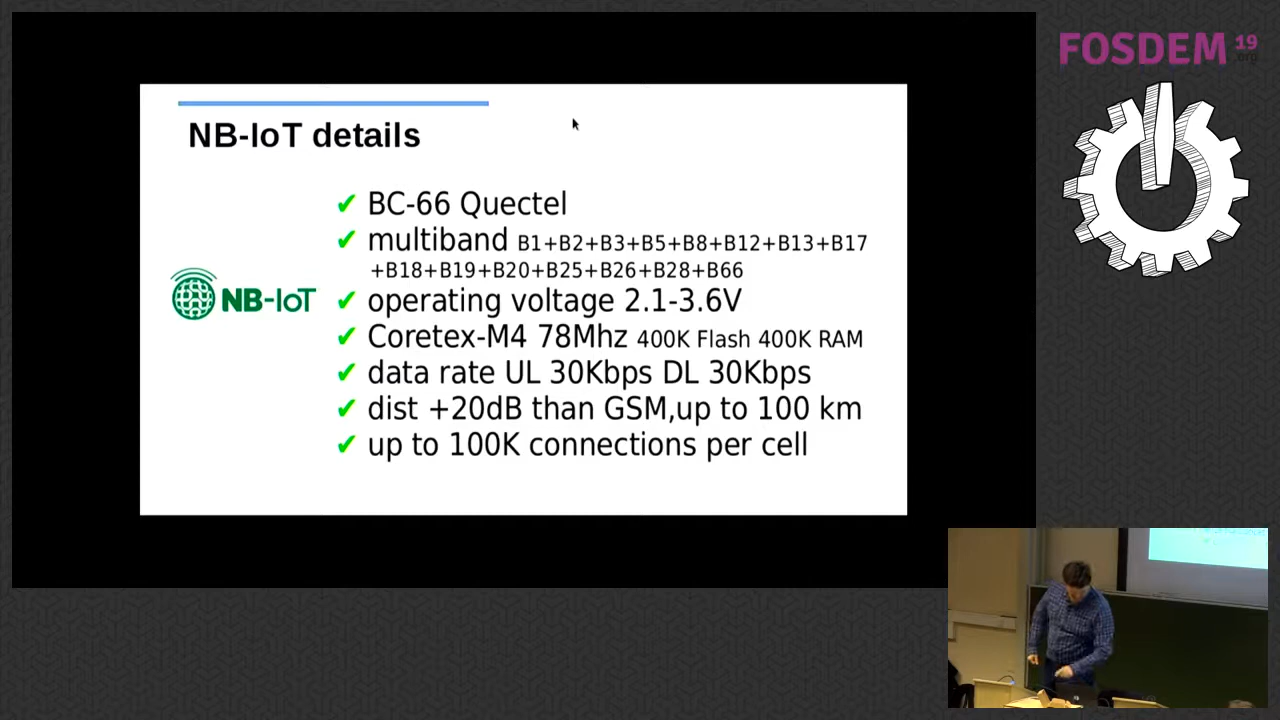 FOSDEM 19
.org
NB-IoT details
✔ BC-66 Quectel
✔ multiband B1+B2+B3+B5+B8+B12+B13+B17
+B18+B19+B20+B25+B26+B28+B66
✔ operating voltage 2.1-3.6V
✔ Coretex-M4 78Mhz 400K Flash 400K RAM
✔ data rate UL 30Kbps DL 30Kbps
✔ dist +20dB than GSM,up to 100 km
✔ up to 100K connections per cell
NB-IoT